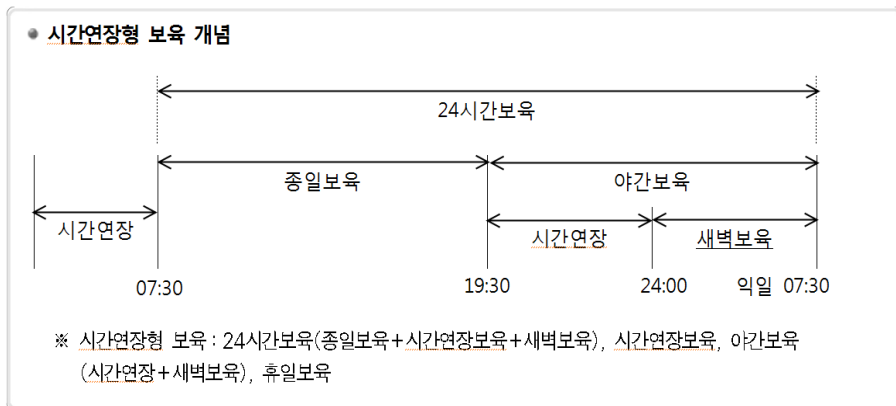 시간연장형 보육 개념
24시간보육
종일보육 야간보육
시간연장 시간연장 새벽보육
07:30 19:30 24:00 익일 07:30
※ 시간연장형 보육 : 24시간보육(종일보육+시간연장보육+새벽보육), 시간연장보육, 야간보육
(시간연장+새벽보육), 휴일보육